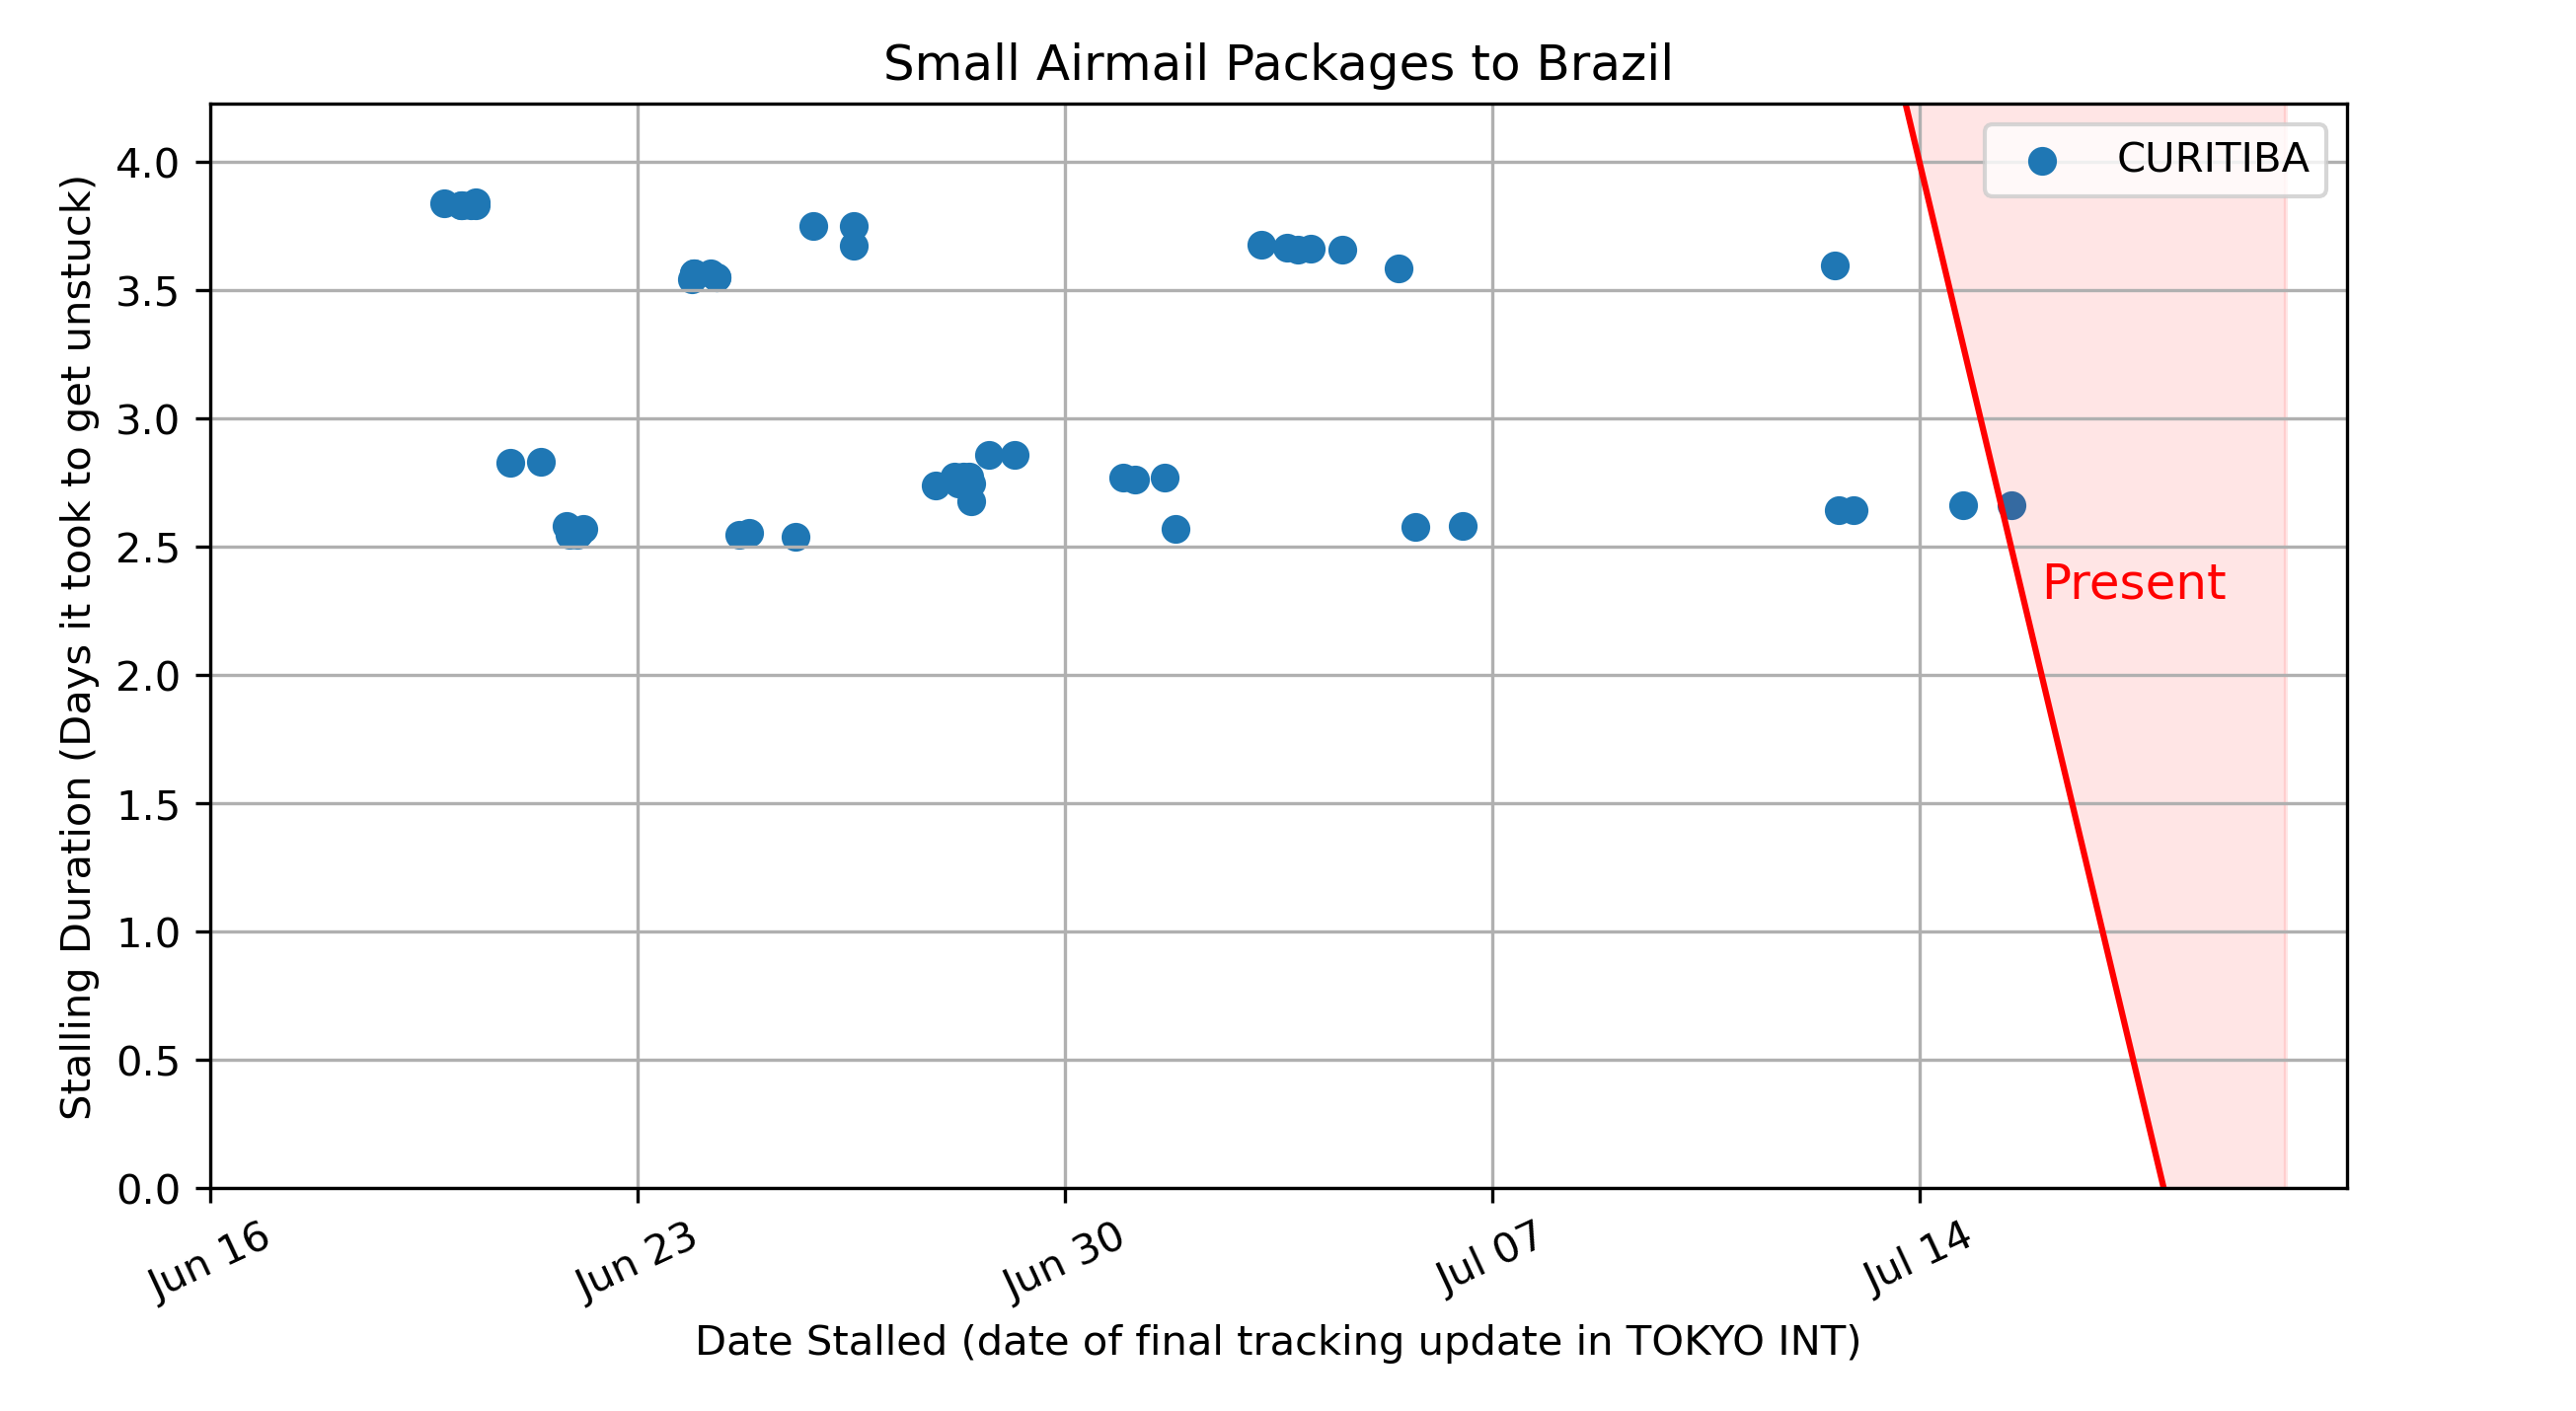 Small Airmail Packages to Brazil
CURITIBA
Stalling Duration (Days it took to get unstuck)
4.0
3.5
3.0
2.5
2.0
1.5
1.0
0.5
0.0
Present
Jun 16
Jun 23
Jun 30
Jul 07
Jul 14
Date Stalled (date of final tracking update in TOKYO INT)